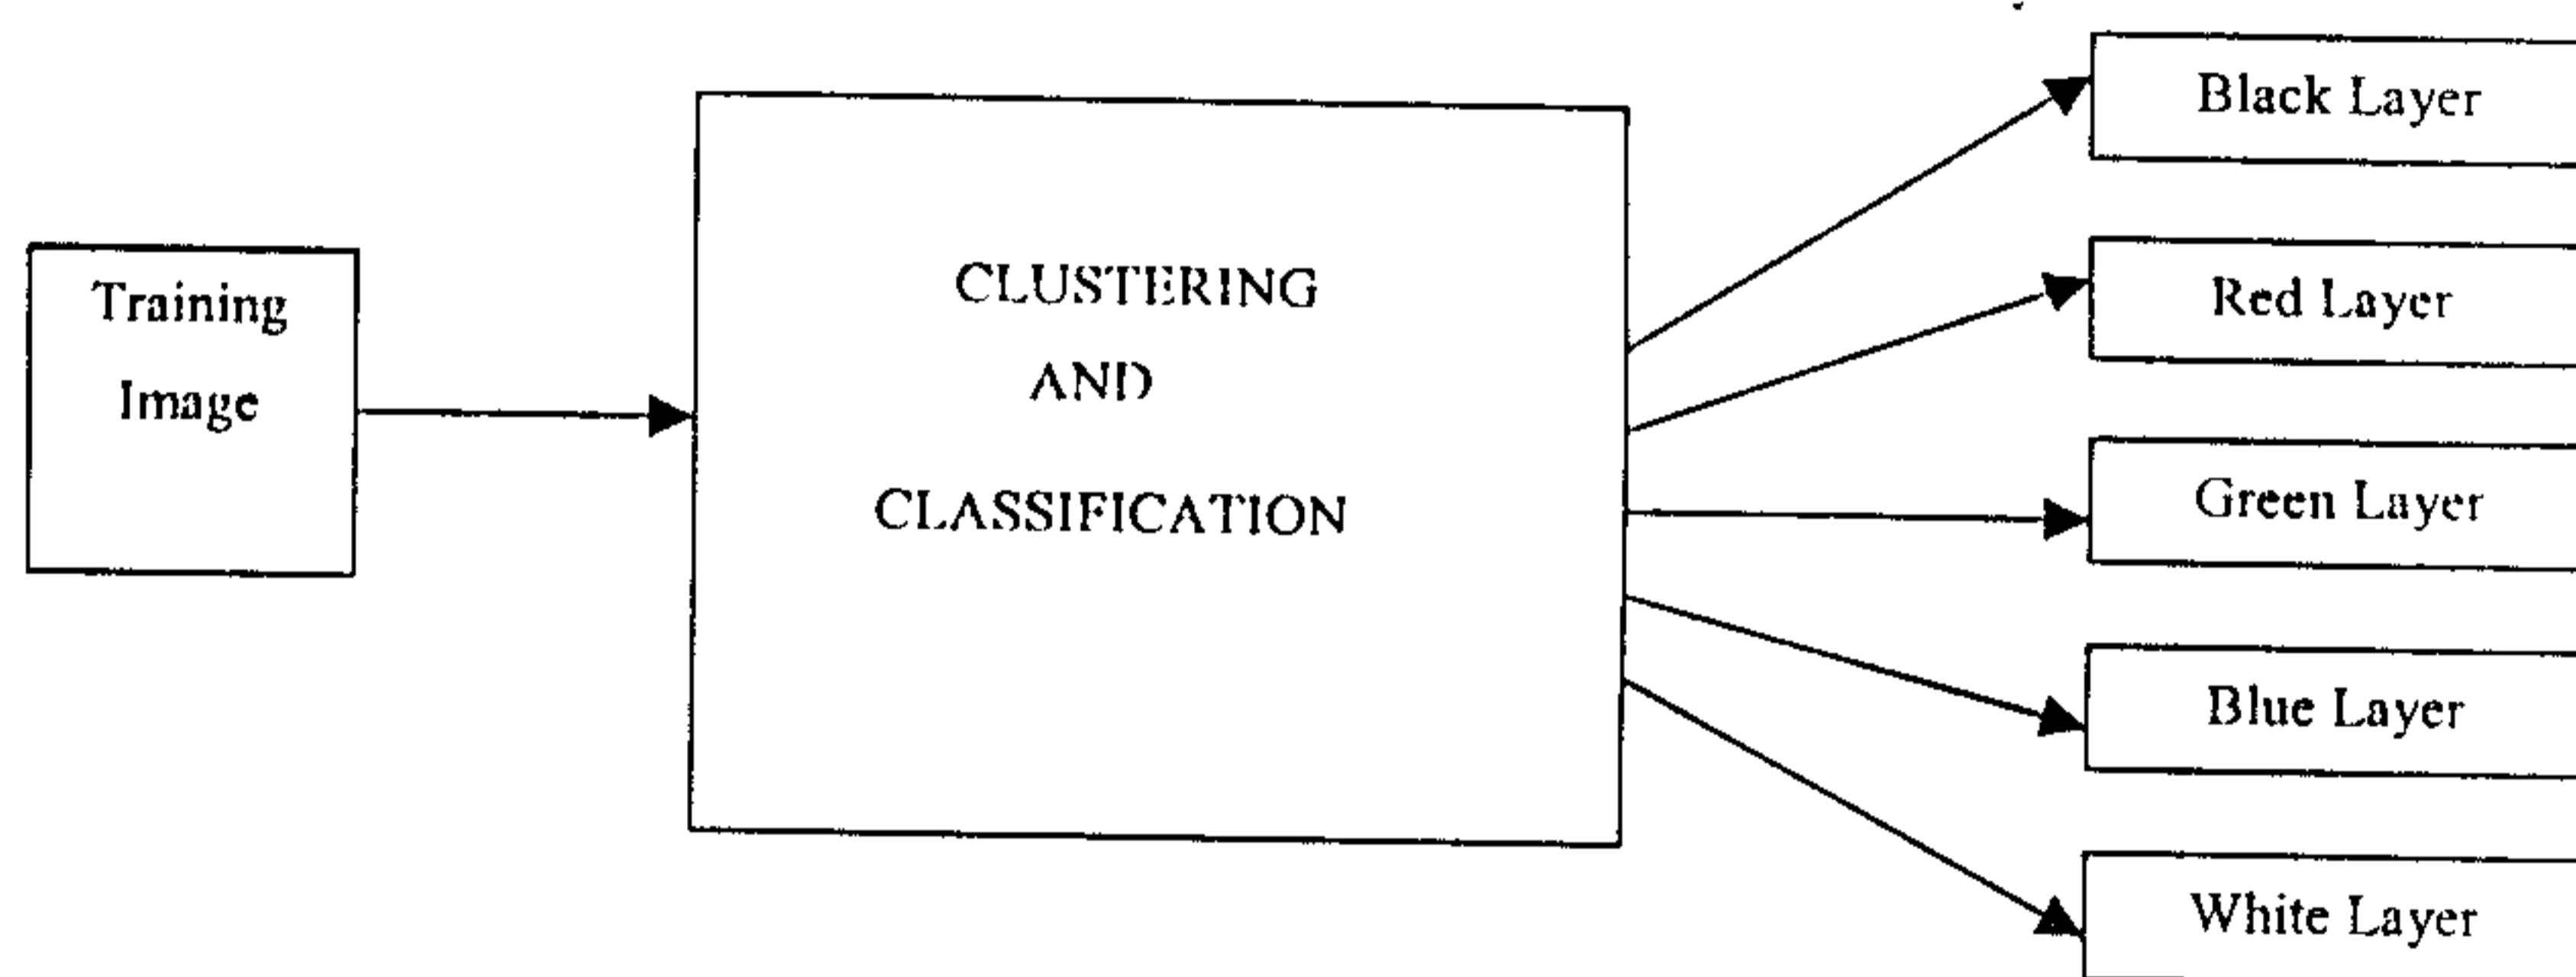 Training
Image
CLUSTERING
AND
CLASSIFICATION
Black Layer
Red Layer
Green Layer
Blue Layer
White Layer